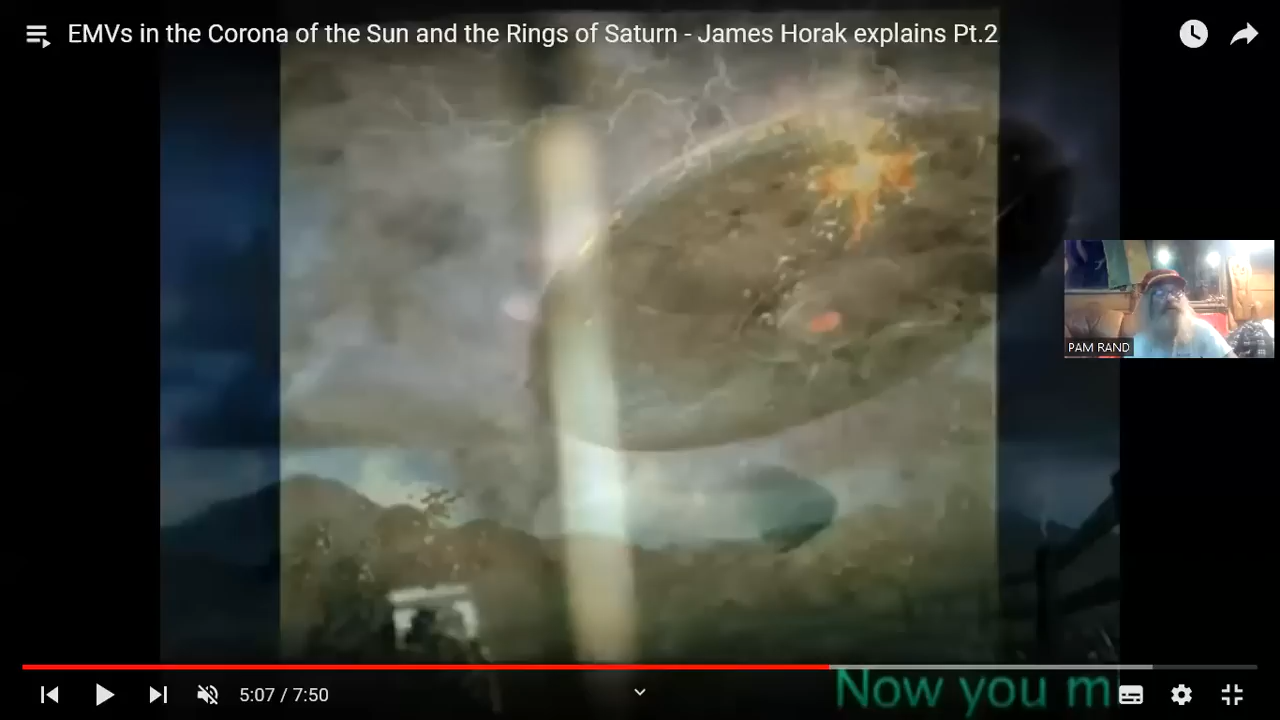 EMVs in the Corona of the Sun and the Rings of Saturn - James Horak explains Pt.2
PAM RAND
5:07 / 7:50
Now you m